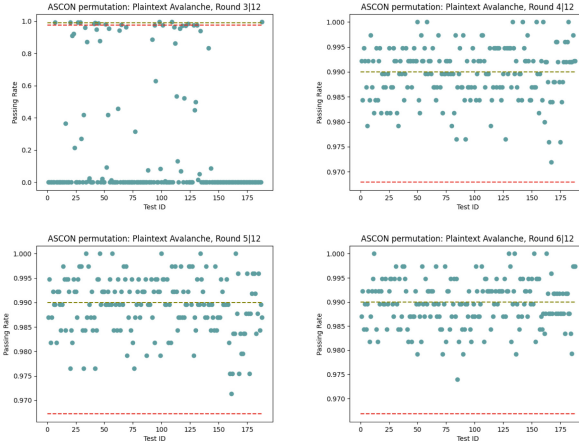 ASCON permutation: Plaintext Avalanche, Round 3|12
Passing Rate
1.0
0.8
0.6
0.4
0.2
0.0
0 25 50 75 100 125 150 175
Test ID
ASCON permutation: Plaintext Avalanche, Round 4|12
Passing Rate
1.000
0.995
0.990
0.985
0.980
0.975
0.970
0 25 50 75 100 125 150 175
Test ID
ASCON permutation: Plaintext Avalanche, Round 5|12
Passing Rate
1.000
0.995
0.990
0.985
0.980
0.975
0.970
0 25 50 75 100 125 150 175
Test ID
ASCON permutation: Plaintext Avalanche, Round 6|12
Passing Rate
1.000
0.995
0.990
0.985
0.980
0.975
0.970
0 25 50 75 100 125 150 175
Test ID